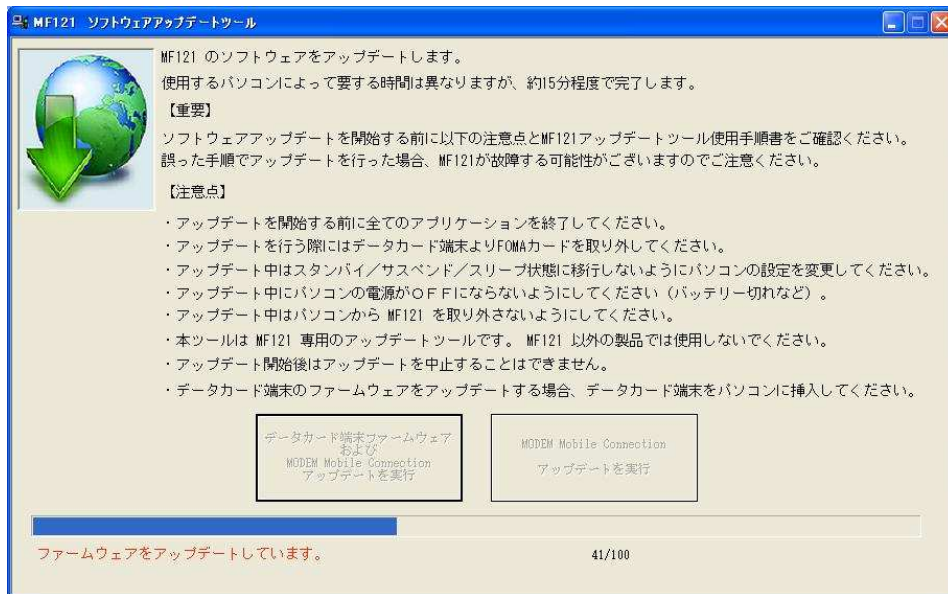 MF121 ソフトウェアアップデートツール
MF121 のソフトウェアをアップデートします。
使用するパソコンによって要する時間は異なりますが、約15分程度で完了します。
【重要】
ソフトウェアアップデートを開始する前に以下の注意点とMF121アップデートツール使用手順書をご確認ください。
誤った手順でアップデートを行った場合、MF121が故障する可能性がございますのでご注意ください。
【注意点】
・アップデートを開始する前に全てのアプリケーションを終了してください。
・アップデートを行う際にはデータカード端末よりFOMAカードを取り外してください。
・アップデート中はスタンバイ／サスペンド／スリープ状態に移行しないようにパソコンの設定を変更してください。
・アップデート中にパソコンの電源がＯＦＦにならないようにしてください（バッテリー切れなど）。
・アップデート中はパソコンから MF121 を取り外さないようにしてください。
・本ツールは MF121 専用のアップデートツールです。 MF121 以外の製品では使用しないでください。
・アップデート開始後はアップデートを中止することはできません。
・データカード端末のファームウェアをアップデートする場合、データカード端末をパソコンに挿入してください。
データカード端末ファームウェア
および
MODEM Mobile Connection
アップデートを実行
MODEM Mobile Connection
アップデートを実行
ファームウェアをアップデートしています。
41/100